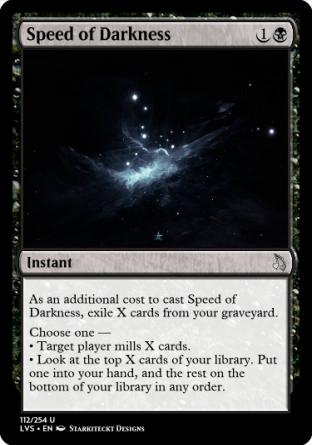 Speed of Darkness 1
Instant
As an additional cost to cast Speed of
Darkness, exile X cards from your graveyard.
Choose one —
• Target player mills X cards.
• Look at the top X cards of your library. Put
one into your hand, and the rest on the
bottom of your library in any order.
112/254 U
LVS • EN Starkiteckt Designs